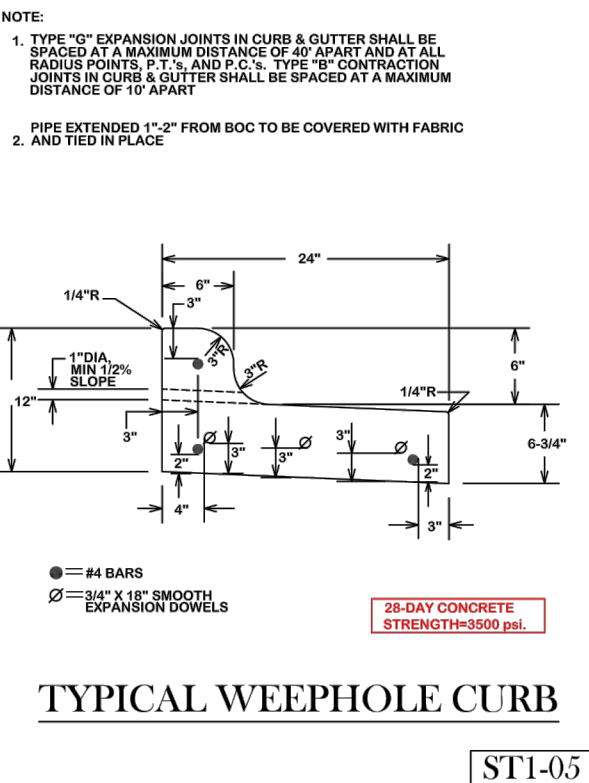 NOTE:
1. TYPE "G" EXPANSION JOINTS IN CURB & GUTTER SHALL BE
SPACED AT A MAXIMUM DISTANCE OF 40' APART AND AT ALL
RADIUS POINTS, P.T.'s, AND P.C.'s. TYPE "B" CONTRACTION
JOINTS IN CURB & GUTTER SHALL BE SPACED AT A MAXIMUM
DISTANCE OF 10' APART
PIPE EXTENDED 1"-2" FROM BOC TO BE COVERED WITH FABRIC
2. AND TIED IN PLACE
24"
6"
1/4"R
3"
3"R
3"R
6"
1"DIA,
MIN 1/2%
SLOPE
12"
1/4"R
3"
3"
6-3/4"
2"
3"
3"
2"
4"
3"
#4 BARS
3/4" X 18" SMOOTH
EXPANSION DOWELS
28-DAY CONCRETE
STRENGTH=3500 psi.
TYPICAL WEEPHOLE CURB
ST1-05